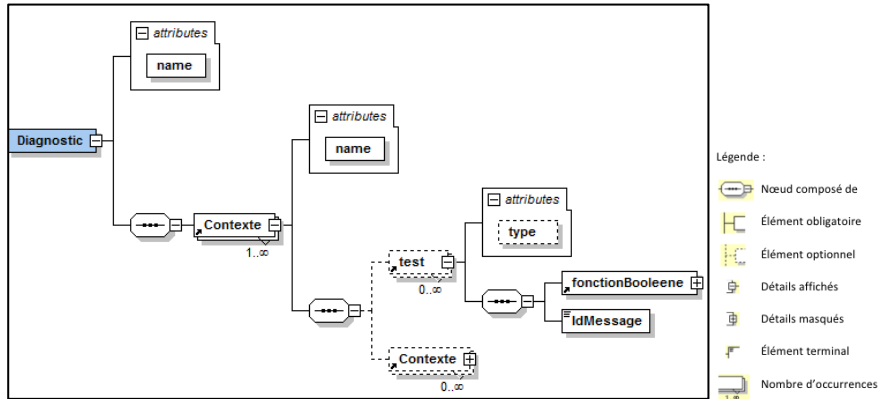 attributes
name
Diagnostic
attributes
name
Contexte
1..∞
attributes
type
test
0..∞
fonctionBooleene
IdMessage
Contexte
0..∞
Légende :
Nœud composé de
Élément obligatoire
Élément optionnel
Détails affichés
Détails masqués
Élément terminal
Nombre d'occurrences
1..∞